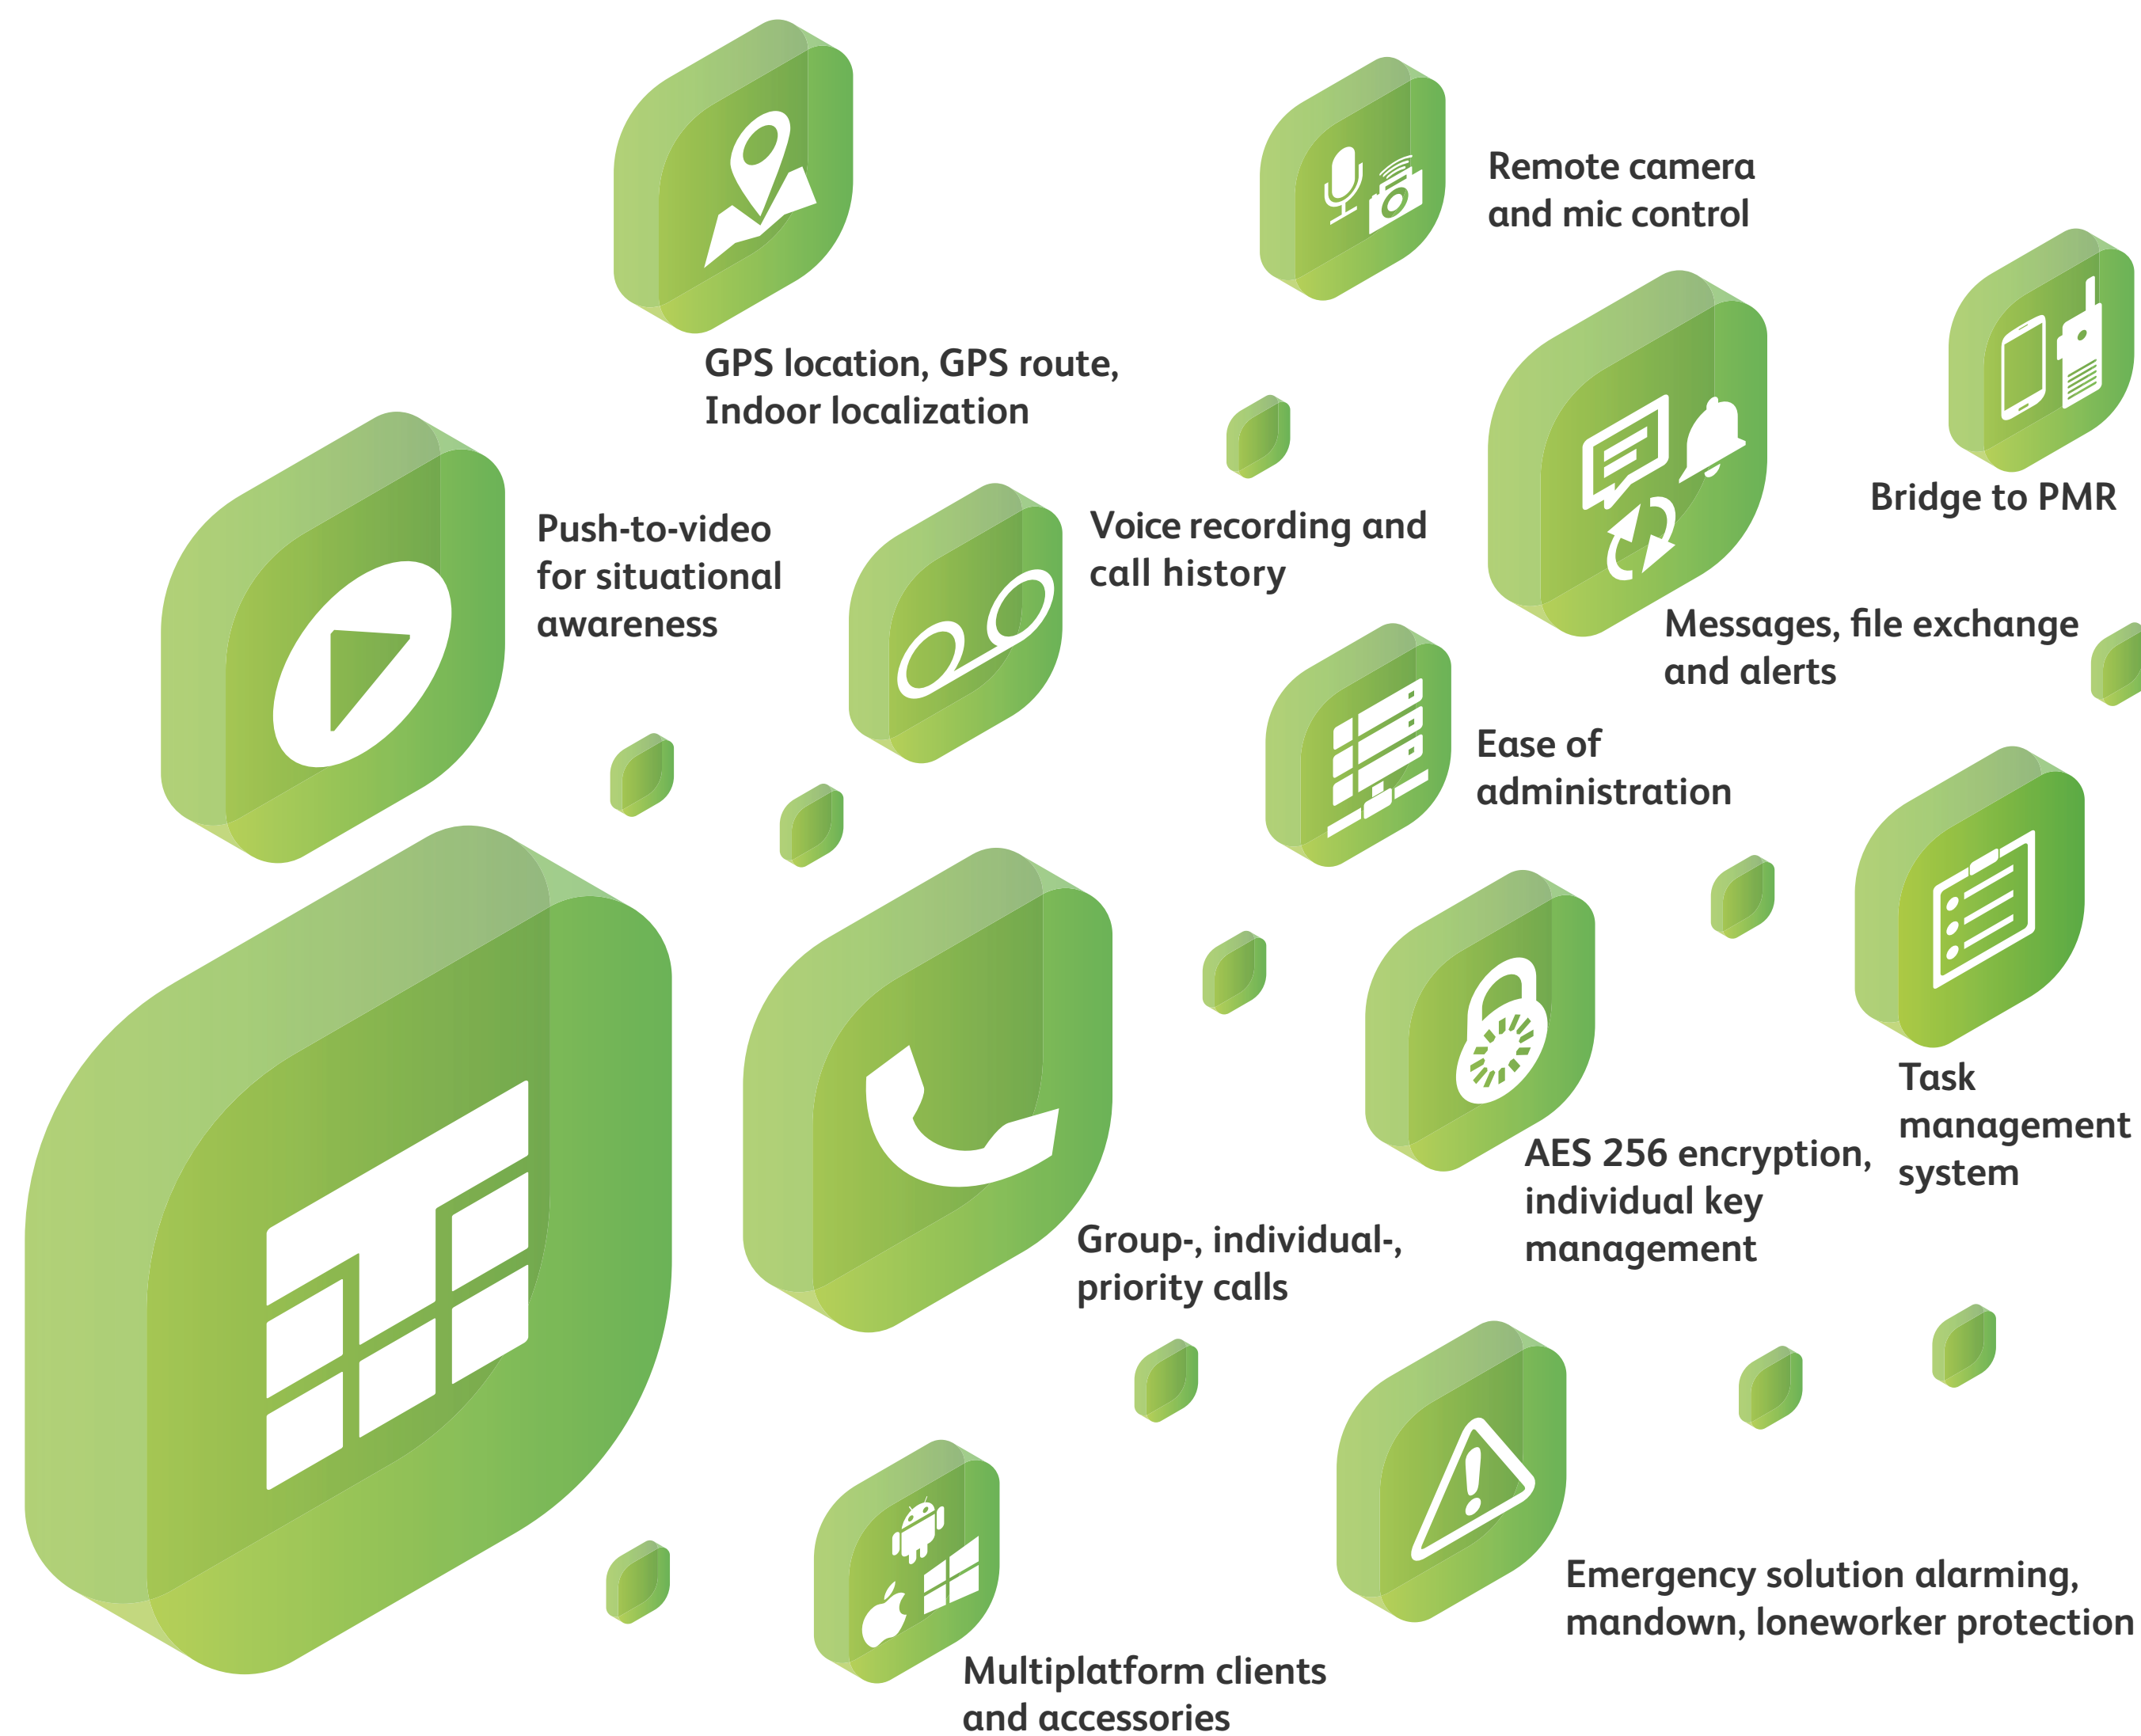 Remote camera
and mic control
GPS location, GPS route,
Indoor localization
Bridge to PMR
Push-to-video
for situational
awareness
Voice recording and
call history
Messages, file exchange
and alerts
Ease of
administration
Task
management
system
AES 256 encryption,
individual key
management
Group-, individual-,
priority calls
Emergency solution alarming,
mandown, loneworker protection
Multiplatform clients
and accessories